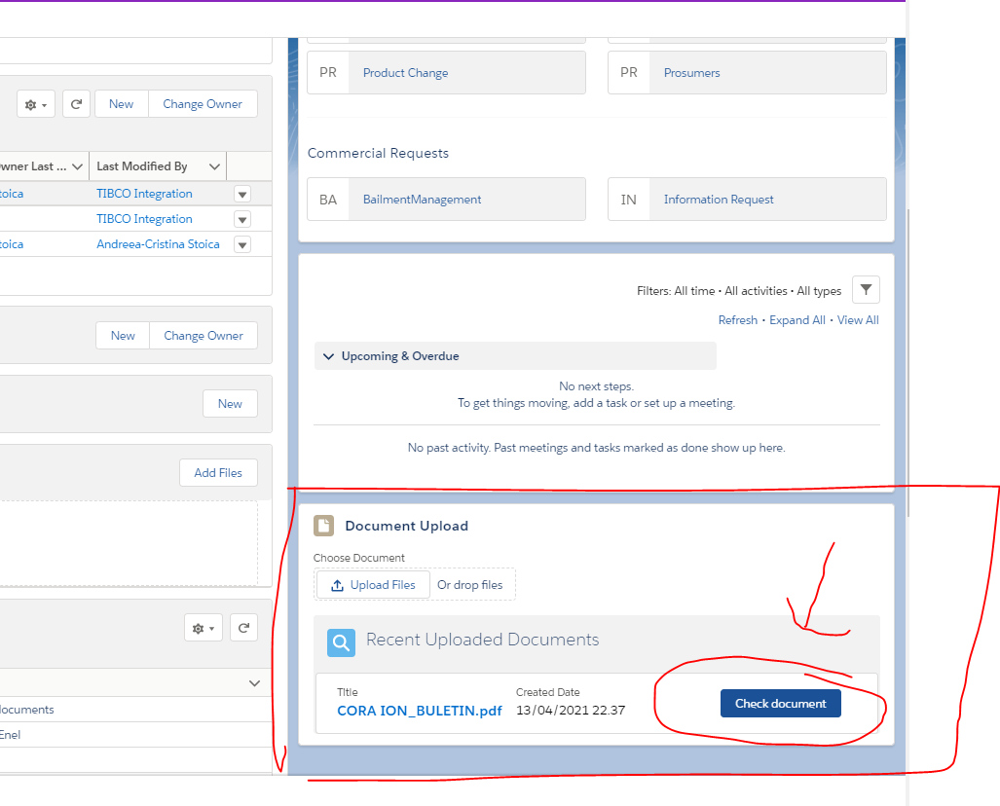 New
Change Owner
wner Last ...
Last Modified By
toica
TIBCO Integration
TIBCO Integration
toica
Andreea-Cristina Stoica
New
Change Owner
New
Add Files
ocuments
Enel
PR
Product Change
PR
Prosumers
Commercial Requests
BA
BailmentManagement
IN
Information Request
Filters: All time • All activities • All types
Refresh • Expand All • View All
Upcoming & Overdue
No next steps.
To get things moving, add a task or set up a meeting.
No past activity. Past meetings and tasks marked as done show up here.
Document Upload
Choose Document
Upload Files
Or drop files
Recent Uploaded Documents
Title
Created Date
CORA ION_BULETIN.pdf
13/04/2021 22.37
Check document